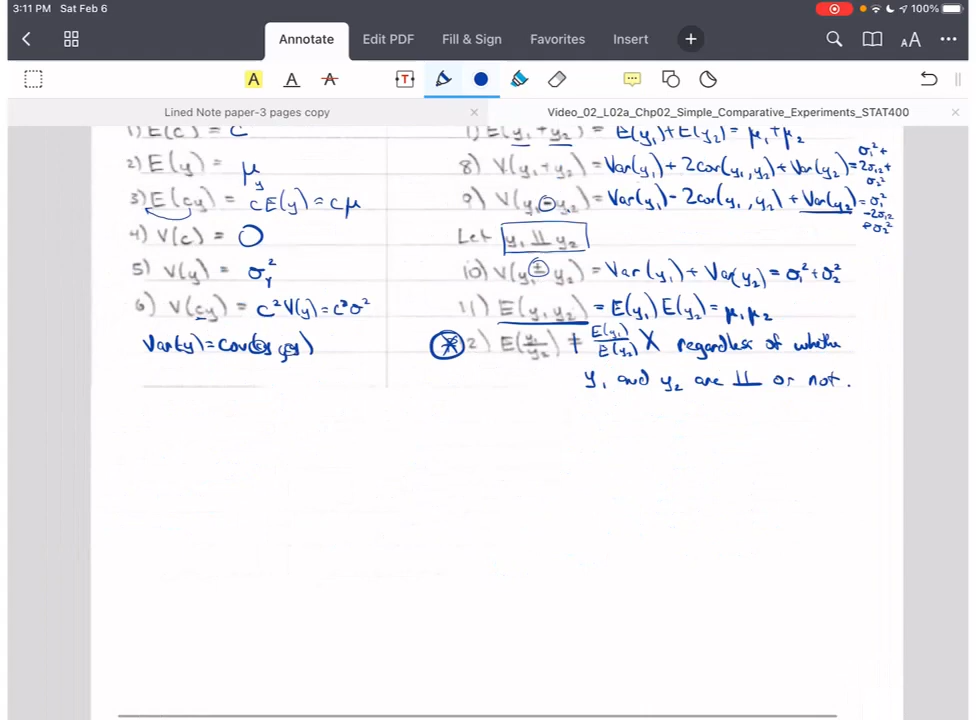 3:11 PM Sat Feb 6
100%
Annotate
Edit PDF
Fill & Sign
Favorites
Insert
AA
A
A
A
T
Lined Note paper-3 pages copy
Video_02_L02a_Chp02_Simple_Comparative_Experiments_STAT400
1) E(c) = c
2) E(y) = μy
3) E(cy) = cE(y) = cμ
4) V(c) = 0
5) V(y) = σ²Y
6) V(cy) = c²V(y) = c²σ²
Var(y) = cov(
) E(y₁ + y₂) = E(y₁) + E(y₂) = μ₁ + μ₂
8) V(y₁ + y₂) = Var(y₁) + 2cov(y₁, y₂) + Var(y₂) = σ₁² + 2σ₁₂ + σ₂²
9) V(y₁ - y₂) = Var(y₁) - 2cov(y₁, y₂) + Var(y₂) = σ₁² - 2σ₁₂ + σ₂²
Let y₁ ⫫ y₂
10) V(y₁ ± y₂) = Var(y₁) + Var(y₂) = σ₁² + σ₂²
11) E(y₁ y₂) = E(y₁) E(y₂) = μ₁ μ₂
2) E(y₁/y₂) ≠ E(y₁)/E(y₂) X regardless of whethe
y₁ and y₂ are ⫫ or not.